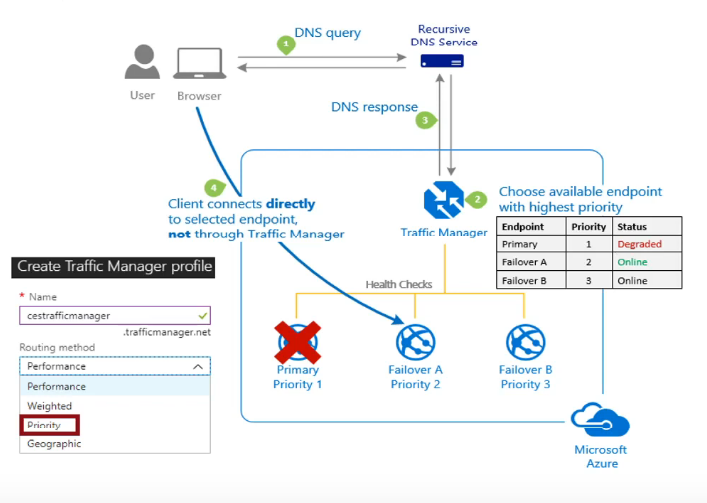 DNS query
1
Recursive
DNS Service
User
Browser
DNS response
3
4
Client connects directly
to selected endpoint,
not through Traffic Manager
2
Traffic Manager
Choose available endpoint
with highest priority
Endpoint Priority Status
Primary 1 Degraded
Failover A 2 Online
Failover B 3 Online
Health Checks
Primary
Priority 1
Failover A
Priority 2
Failover B
Priority 3
Microsoft
Azure
Create Traffic Manager profile
* Name
cestrafficmanager
.trafficmanager.net
Routing method
Performance
Performance
Weighted
Priority
Geographic